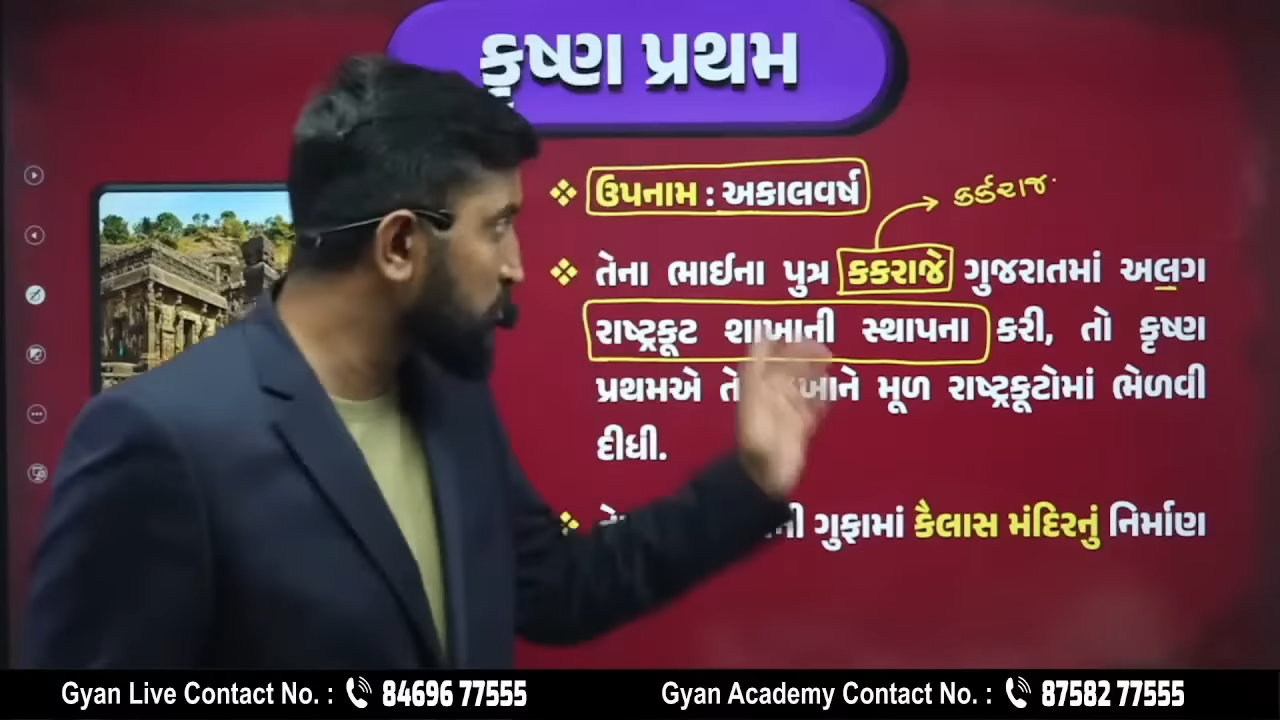 કૃષ્ણ પ્રથમ
❖ ઉપનામ : અકાલવર્ષ
કર્કરાજ
❖ તેના ભાઈના પુત્ર કકરાજે ગુજરાતમાં અલગ
રાષ્ટ્રકૂટ શાખાની સ્થાપના કરી, તો કૃષ્ણ
પ્રથમએ તે મૂળ રાષ્ટ્રકૂટોમાં ભેળવી
દીધી.
❖ ગુફામાં કૈલાસ મંદિરનું નિર્માણ
Gyan Live Contact No. : 84696 77555
Gyan Academy Contact No. : 87582 77555